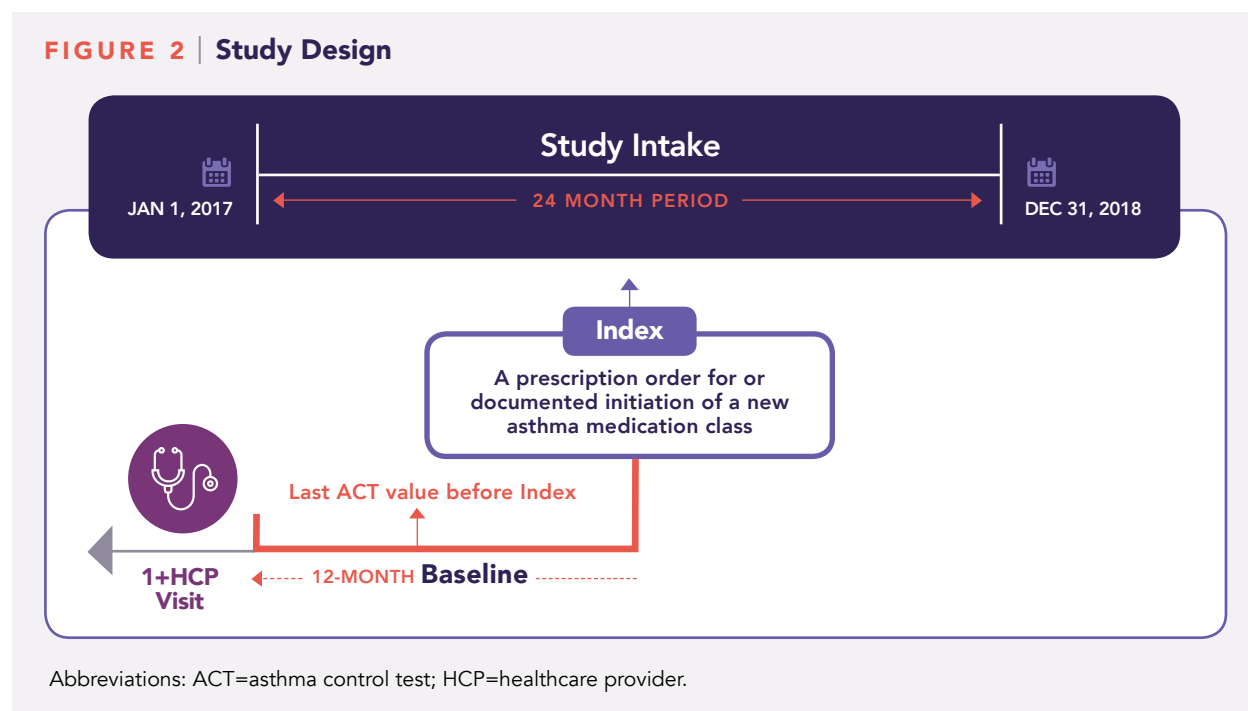 FIGURE 2 | Study Design
Study Intake
JAN 1, 2017
24 MONTH PERIOD
DEC 31, 2018
Index
A prescription order for or
documented initiation of a new
asthma medication class
Last ACT value before Index
1+HCP
Visit
12-MONTH Baseline
Abbreviations: ACT=asthma control test; HCP=healthcare provider.